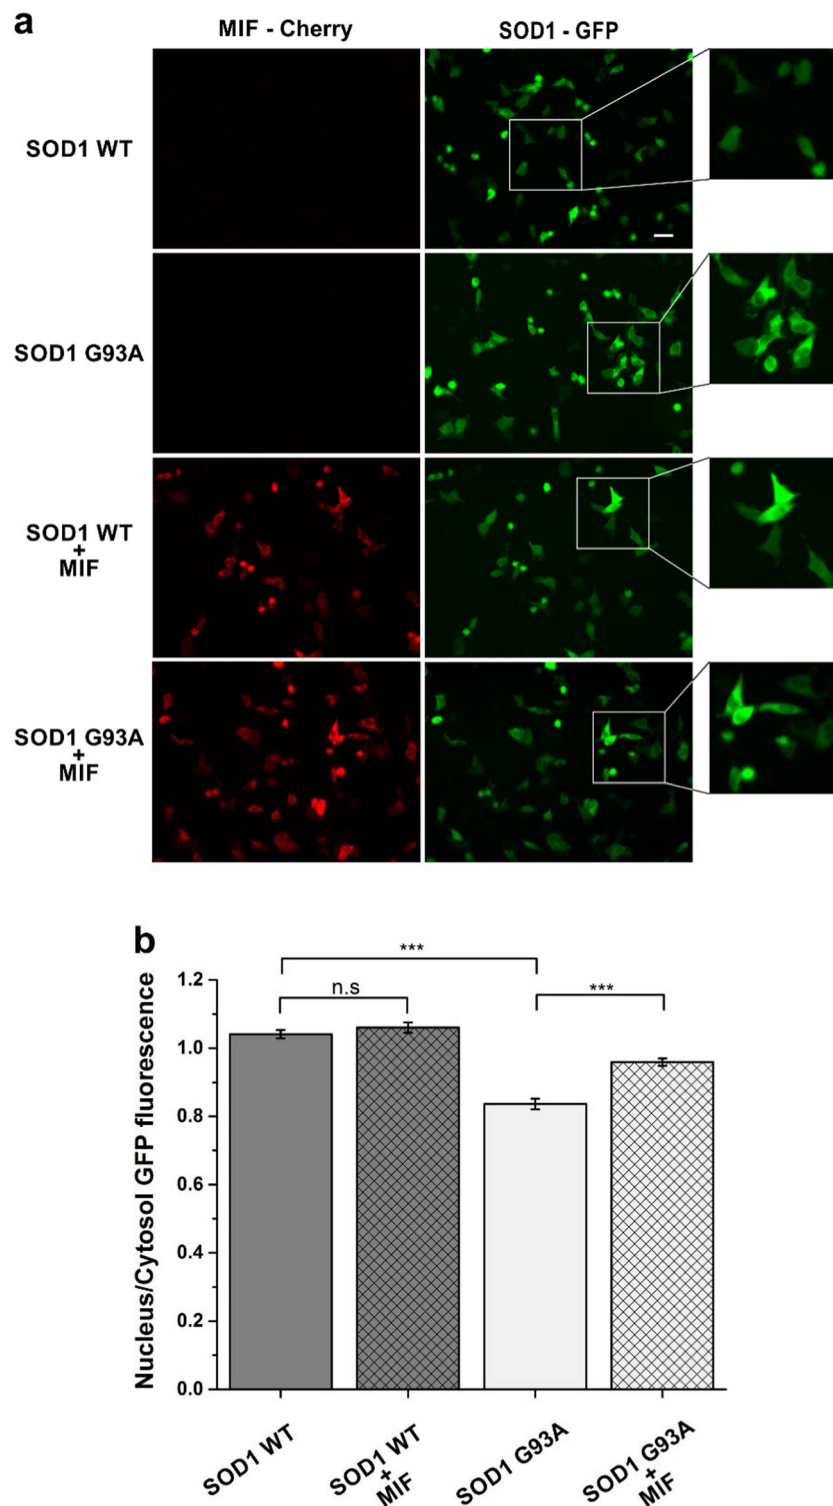 a
MIF - Cherry
SOD1 - GFP
SOD1 WT
SOD1 G93A
SOD1 WT
+
MIF
SOD1 G93A
+
MIF
b
***
n.s
***
Nucleus/Cytosol GFP fluorescence
1.2
1.0
0.8
0.6
0.4
0.2
0.0
SOD1 WT
SOD1 WT
+
MIF
SOD1 G93A
SOD1 G93A
+
MIF